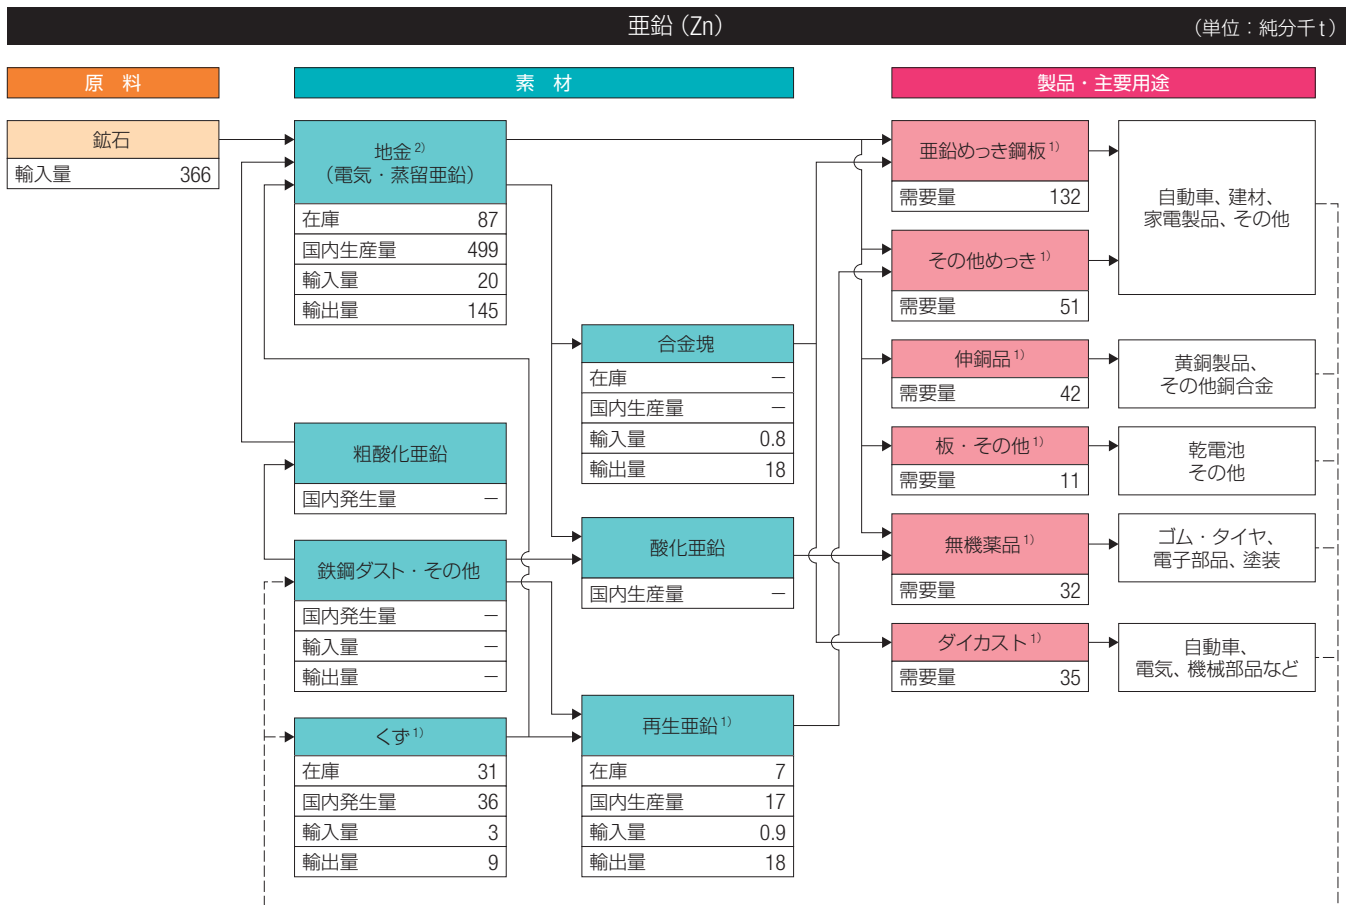 亜鉛（Zn）
（単位：純分千t）
原 料
素 材
製品・主要用途
鉱石
輸入量 366
地金2)
（電気・蒸留亜鉛）
在庫 87
国内生産量 499
輸入量 20
輸出量 145
粗酸化亜鉛
国内発生量 －
鉄鋼ダスト・その他
国内発生量 －
輸入量 －
輸出量 －
くず1)
在庫 31
国内発生量 36
輸入量 3
輸出量 9
合金塊
在庫 －
国内生産量 －
輸入量 0.8
輸出量 18
酸化亜鉛
国内生産量 －
再生亜鉛1)
在庫 7
国内生産量 17
輸入量 0.9
輸出量 18
亜鉛めっき鋼板1)
需要量 132
その他めっき1)
需要量 51
自動車、建材、
家電製品、その他
伸銅品1)
需要量 42
黄銅製品、
その他銅合金
板・その他1)
需要量 11
乾電池
その他
無機薬品1)
需要量 32
ゴム・タイヤ、
電子部品、塗装
ダイカスト1)
需要量 35
自動車、
電気、機械部品など